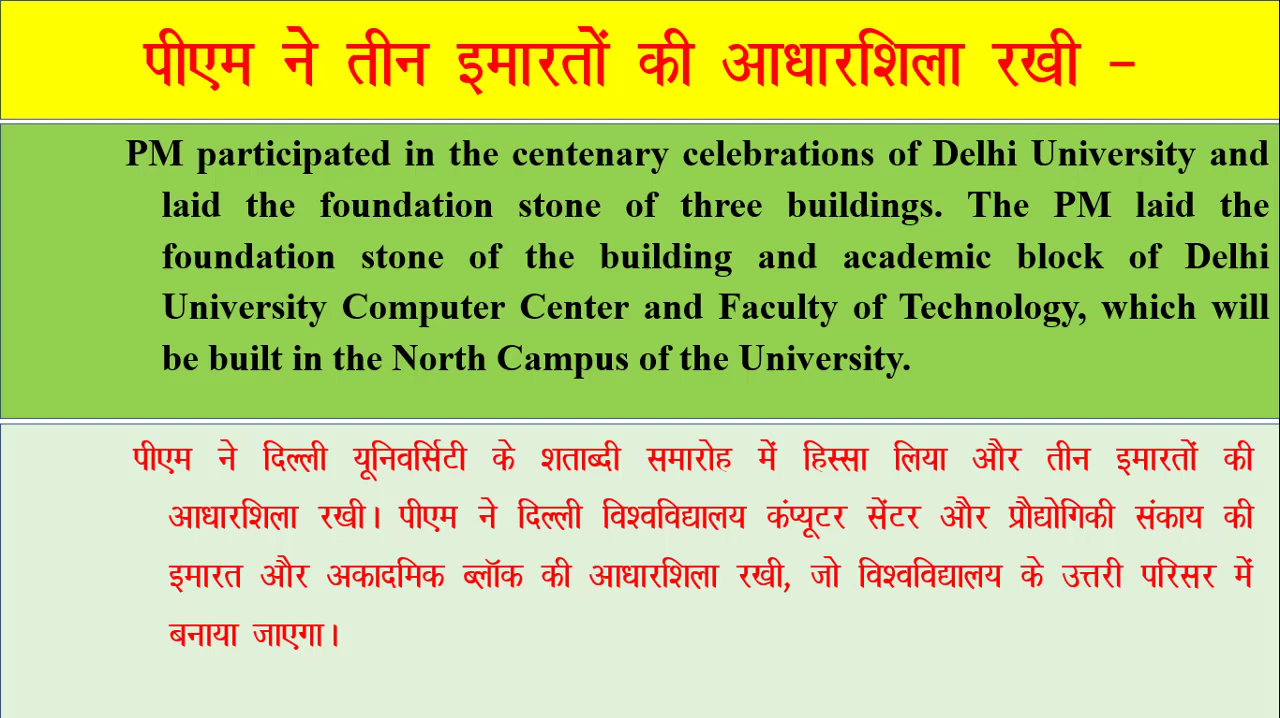 पीएम ने तीन इमारतों की आधारशिला रखी –
PM participated in the centenary celebrations of Delhi University and
laid the foundation stone of three buildings. The PM laid the
foundation stone of the building and academic block of Delhi
University Computer Center and Faculty of Technology, which will
be built in the North Campus of the University.
पीएम ने दिल्ली यूनिवर्सिटी के शताब्दी समारोह में हिस्सा लिया और तीन इमारतों की
आधारशिला रखी। पीएम ने दिल्ली विश्वविद्यालय कंप्यूटर सेंटर और प्रौद्योगिकी संकाय की
इमारत और अकादमिक ब्लॉक की आधारशिला रखी, जो विश्वविद्यालय के उत्तरी परिसर में
बनाया जाएगा।